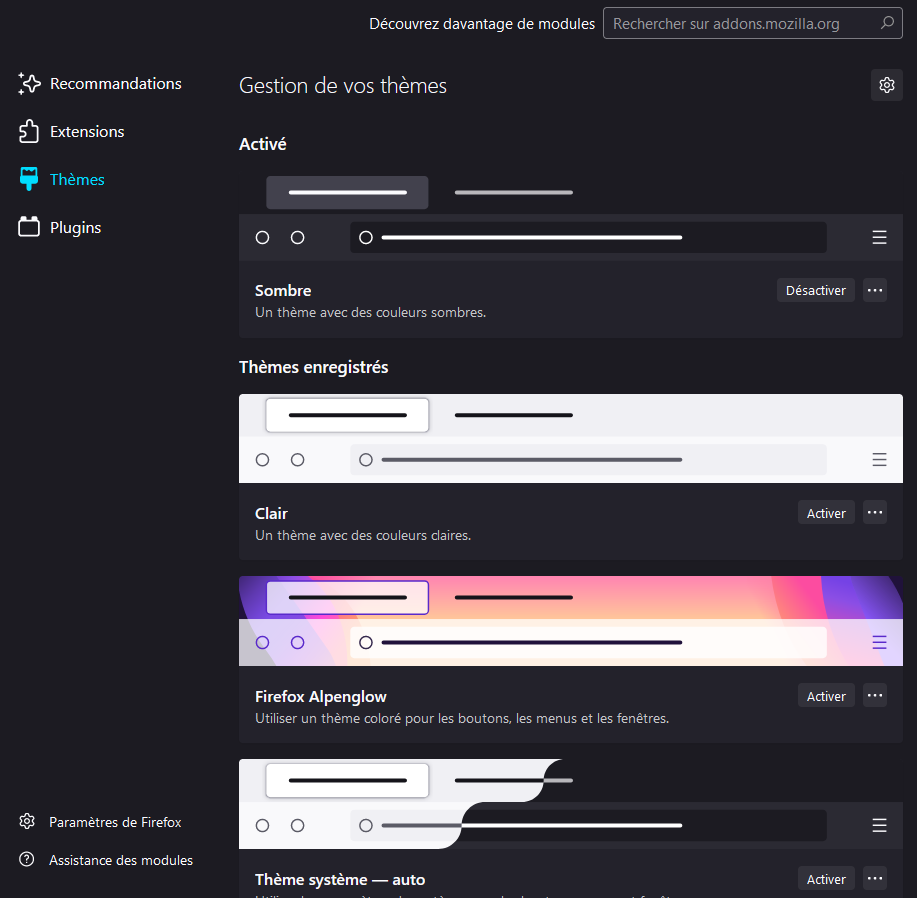 Découvrez davantage de modules
Rechercher sur addons.mozilla.org
Recommandations
Extensions
Thèmes
Plugins
Gestion de vos thèmes
Activé
Sombre
Un thème avec des couleurs sombres.
Désactiver
Thèmes enregistrés
Clair
Un thème avec des couleurs claires.
Activer
Firefox Alpenglow
Utiliser un thème coloré pour les boutons, les menus et les fenêtres.
Activer
Thème système — auto
Activer
Paramètres de Firefox
Assistance des modules